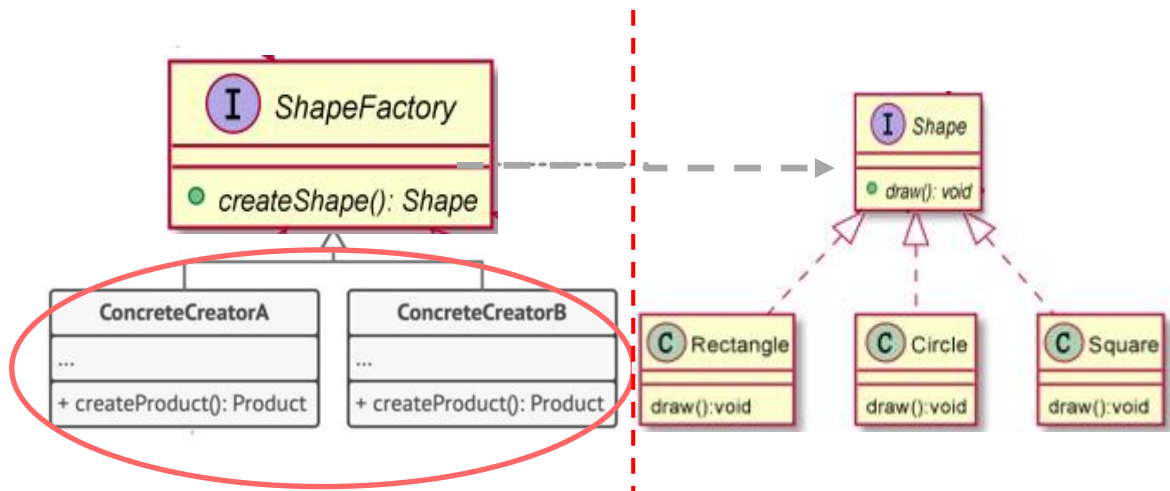 I ShapeFactory
createShape(): Shape
ConcreteCreatorA
...
+ createProduct(): Product
ConcreteCreatorB
...
+ createProduct(): Product
I Shape
draw(): void
C Rectangle
draw():void
C Circle
draw():void
C Square
draw():void